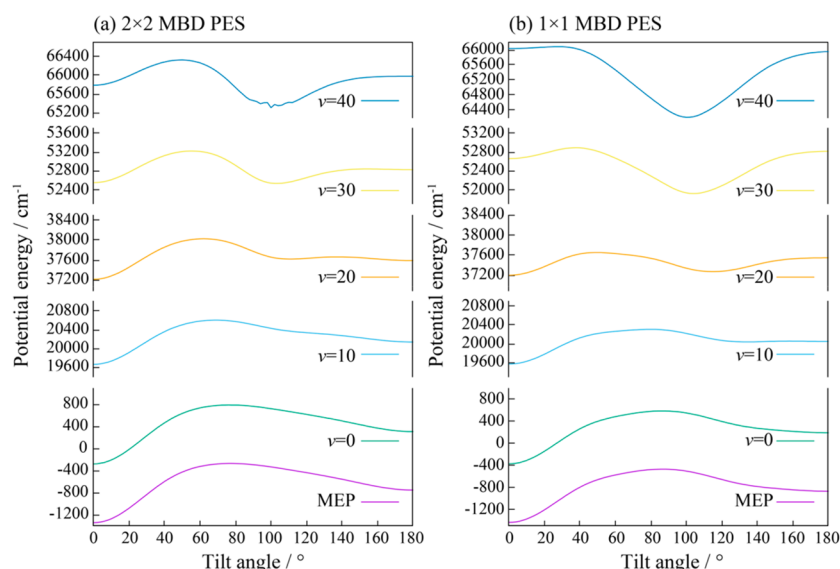 (a) 2×2 MBD PES
Potential energy / cm⁻¹
66400
66000
65600
65200
v=40
53600
53200
52800
52400
v=30
38400
38000
37600
37200
v=20
20800
20400
20000
19600
v=10
800
400
0
-400
-800
-1200
v=0
MEP
0 20 40 60 80 100 120 140 160 180
Tilt angle / °
(b) 1×1 MBD PES
Potential energy / cm⁻¹
66000
65600
65200
64800
64400
v=40
53200
52800
52400
52000
v=30
38400
38000
37600
37200
v=20
20800
20400
20000
19600
v=10
800
400
0
-400
-800
-1200
v=0
MEP
0 20 40 60 80 100 120 140 160 180
Tilt angle / °